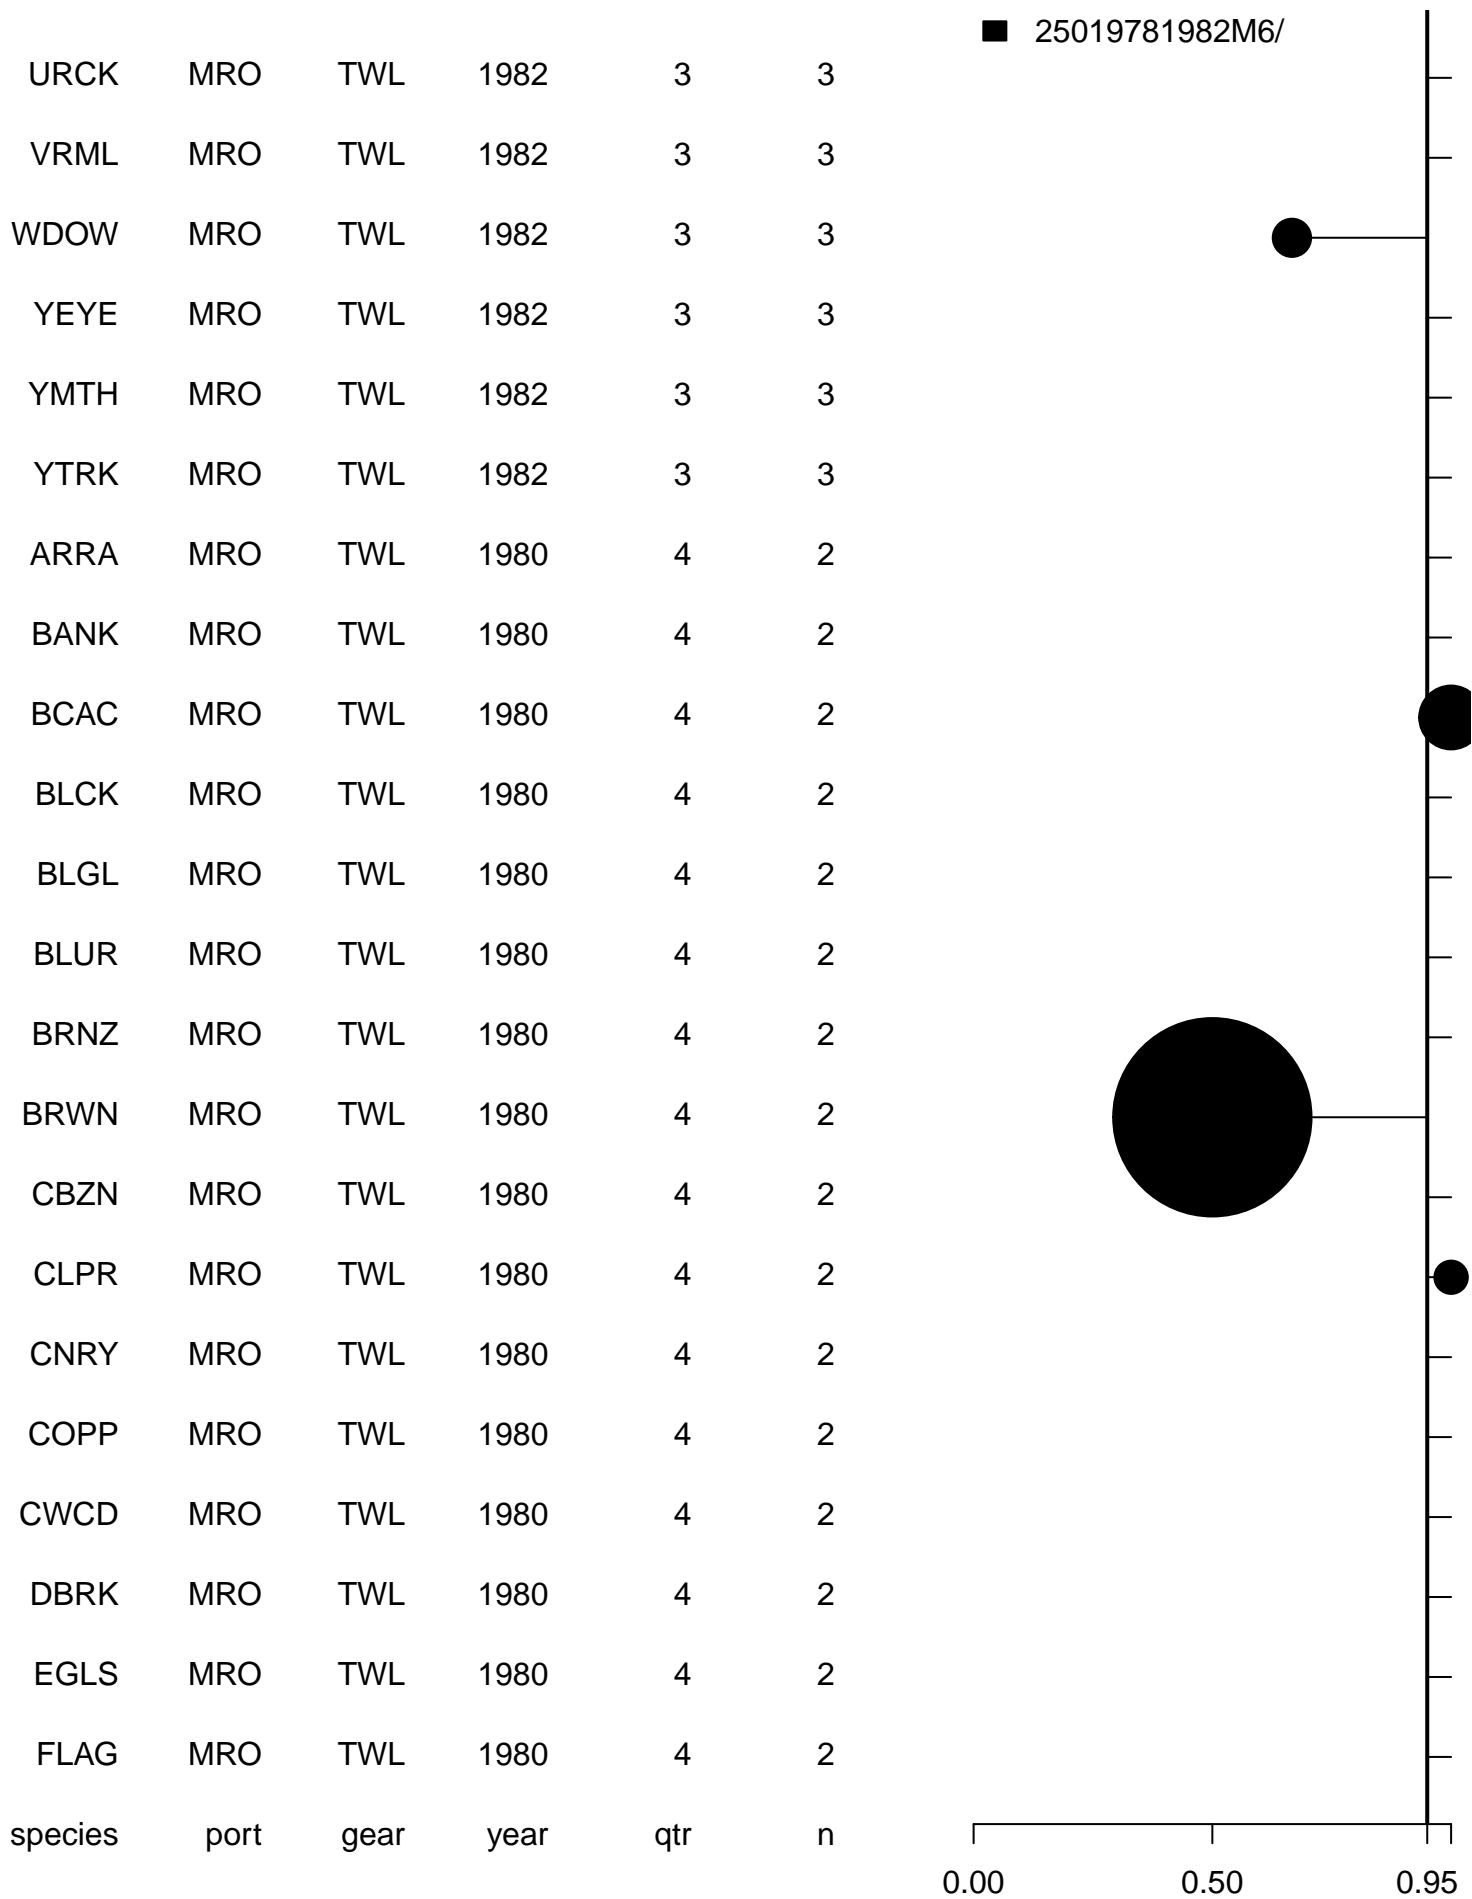 25019781982M6/
URCK MRO TWL 1982 3 3
VRML MRO TWL 1982 3 3
WDOW MRO TWL 1982 3 3
YEYE MRO TWL 1982 3 3
YMTH MRO TWL 1982 3 3
YTRK MRO TWL 1982 3 3
ARRA MRO TWL 1980 4 2
BANK MRO TWL 1980 4 2
BCAC MRO TWL 1980 4 2
BLCK MRO TWL 1980 4 2
BLGL MRO TWL 1980 4 2
BLUR MRO TWL 1980 4 2
BRNZ MRO TWL 1980 4 2
BRWN MRO TWL 1980 4 2
CBZN MRO TWL 1980 4 2
CLPR MRO TWL 1980 4 2
CNRY MRO TWL 1980 4 2
COPP MRO TWL 1980 4 2
CWCD MRO TWL 1980 4 2
DBRK MRO TWL 1980 4 2
EGLS MRO TWL 1980 4 2
FLAG MRO TWL 1980 4 2
species port gear year qtr n
0.00 0.50 0.95